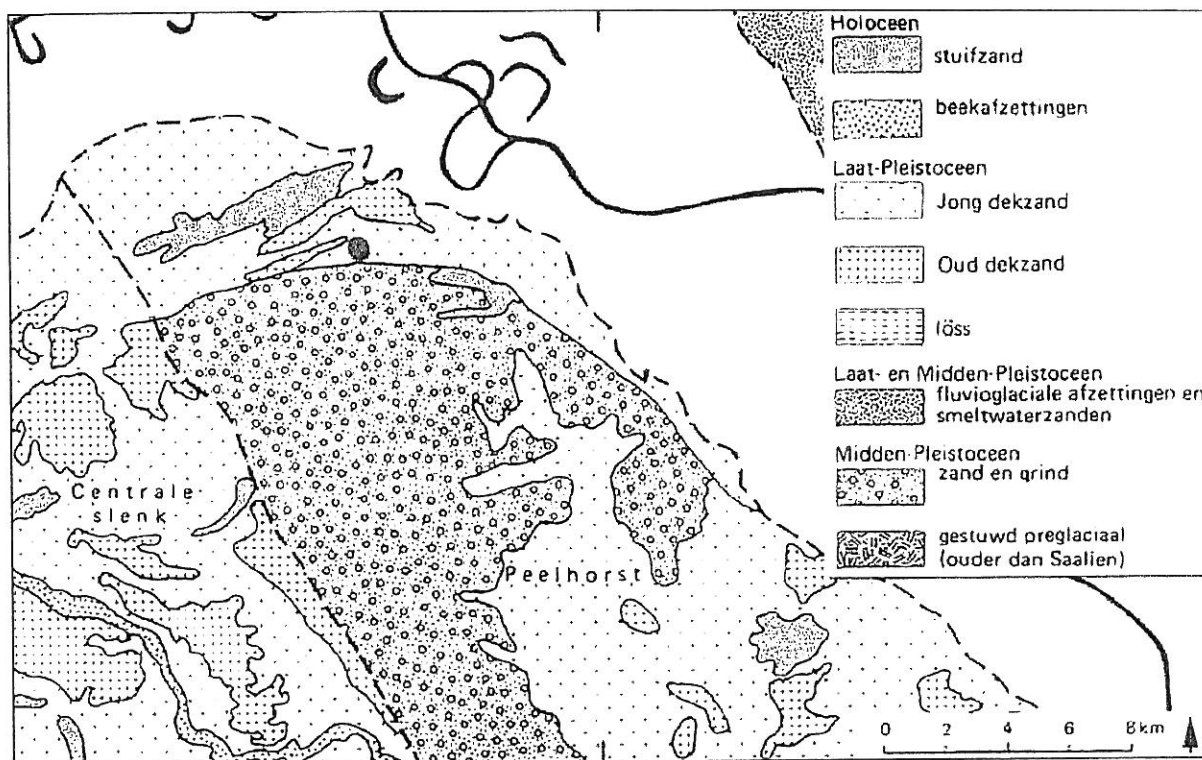 Holoceen
stuifzand
beekafzettingen
Laat-Pleistoceen
Jong dekzand
Oud dekzand
löss
Laat- en Midden-Pleistoceen
fluvioglaciale afzettingen en
smeltwaterzanden
Midden-Pleistoceen
zand en grind
gestuwd preglaciaal
(ouder dan Saalien)
Centrale
slenk
Peelhorst
0 2 4 6 8 km